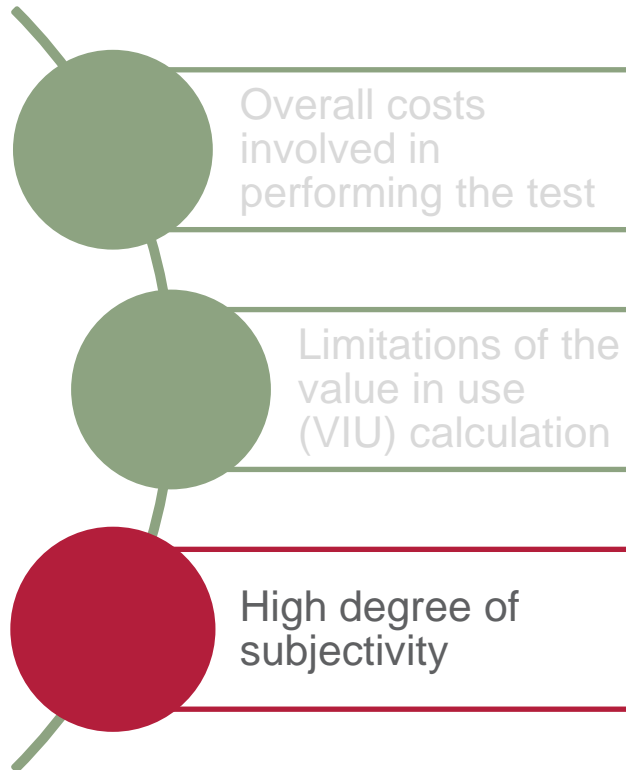 Overall costs
involved in
performing the test
Limitations of the
value in use
(VIU) calculation
High degree of
subjectivity